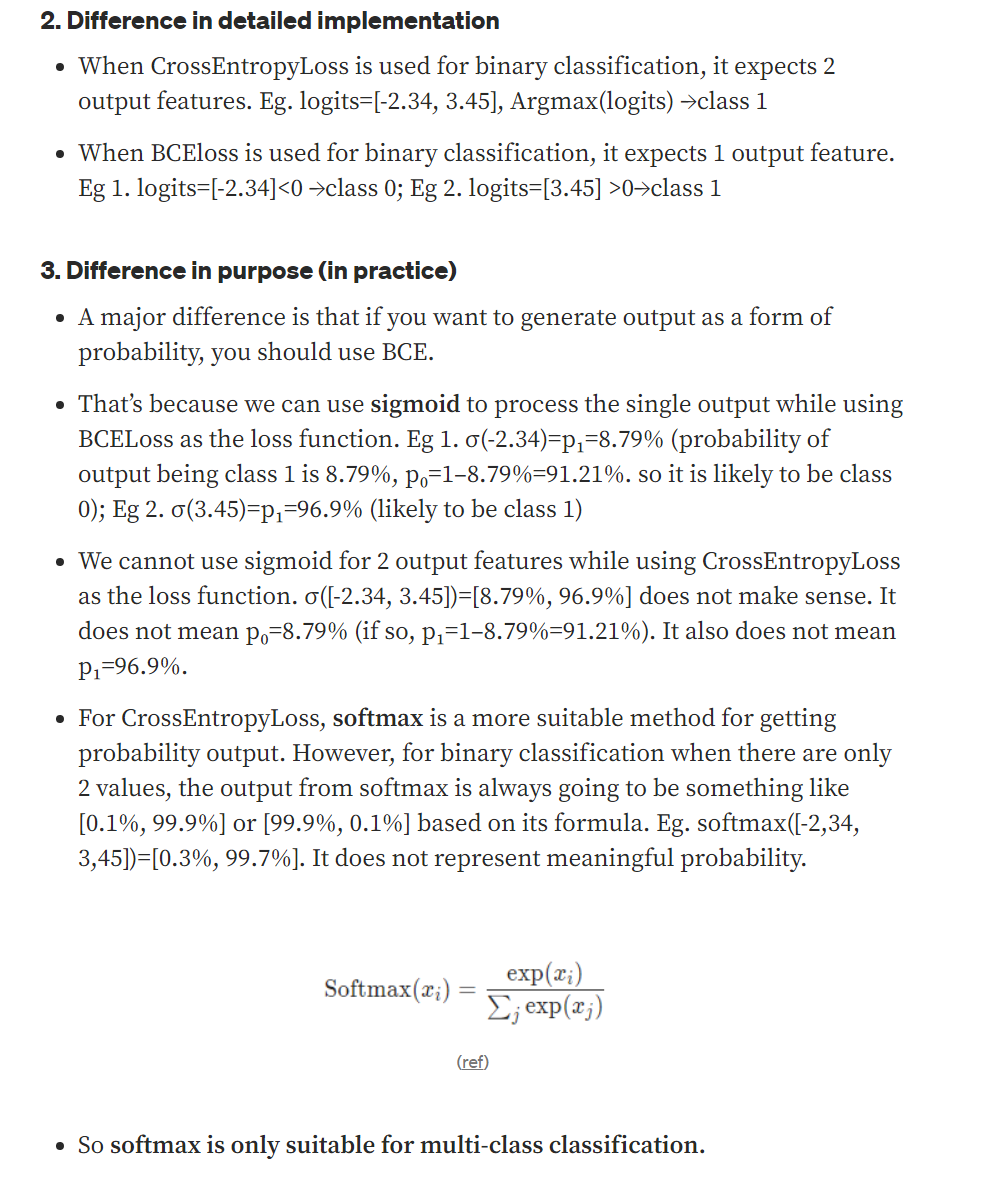 2. Difference in detailed implementation
• When CrossEntropyLoss is used for binary classification, it expects 2
output features. Eg. logits=[-2.34, 3.45], Argmax(logits) →class 1
• When BCEloss is used for binary classification, it expects 1 output feature.
Eg 1. logits=[-2.34]<0 →class 0; Eg 2. logits=[3.45] >0→class 1
3. Difference in purpose (in practice)
• A major difference is that if you want to generate output as a form of
probability, you should use BCE.
• That’s because we can use sigmoid to process the single output while using
BCELoss as the loss function. Eg 1. σ(-2.34)=p₁=8.79% (probability of
output being class 1 is 8.79%, p₀=1–8.79%=91.21%. so it is likely to be class
0); Eg 2. σ(3.45)=p₁=96.9% (likely to be class 1)
• We cannot use sigmoid for 2 output features while using CrossEntropyLoss
as the loss function. σ([-2.34, 3.45])=[8.79%, 96.9%] does not make sense. It
does not mean p₀=8.79% (if so, p₁=1–8.79%=91.21%). It also does not mean
p₁=96.9%.
• For CrossEntropyLoss, softmax is a more suitable method for getting
probability output. However, for binary classification when there are only
2 values, the output from softmax is always going to be something like
[0.1%, 99.9%] or [99.9%, 0.1%] based on its formula. Eg. softmax([-2,34,
3,45])=[0.3%, 99.7%]. It does not represent meaningful probability.
Softmax(xᵢ) = exp(xᵢ) / ∑ⱼ exp(xⱼ)
(ref)
• So softmax is only suitable for multi-class classification.